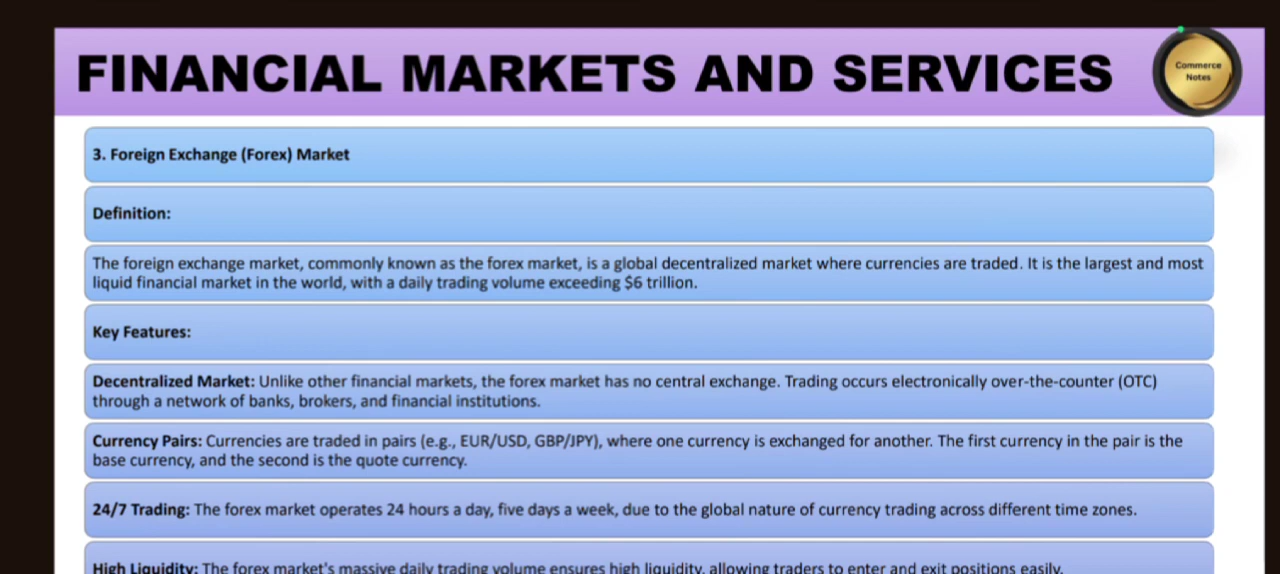 FINANCIAL MARKETS AND SERVICES
Commerce
Notes
3. Foreign Exchange (Forex) Market
Definition:
The foreign exchange market, commonly known as the forex market, is a global decentralized market where currencies are traded. It is the largest and most
liquid financial market in the world, with a daily trading volume exceeding $6 trillion.
Key Features:
Decentralized Market: Unlike other financial markets, the forex market has no central exchange. Trading occurs electronically over-the-counter (OTC)
through a network of banks, brokers, and financial institutions.
Currency Pairs: Currencies are traded in pairs (e.g., EUR/USD, GBP/JPY), where one currency is exchanged for another. The first currency in the pair is the
base currency, and the second is the quote currency.
24/7 Trading: The forex market operates 24 hours a day, five days a week, due to the global nature of currency trading across different time zones.
High Liquidity: The forex market's massive daily trading volume ensures high liquidity, allowing traders to enter and exit positions easily.